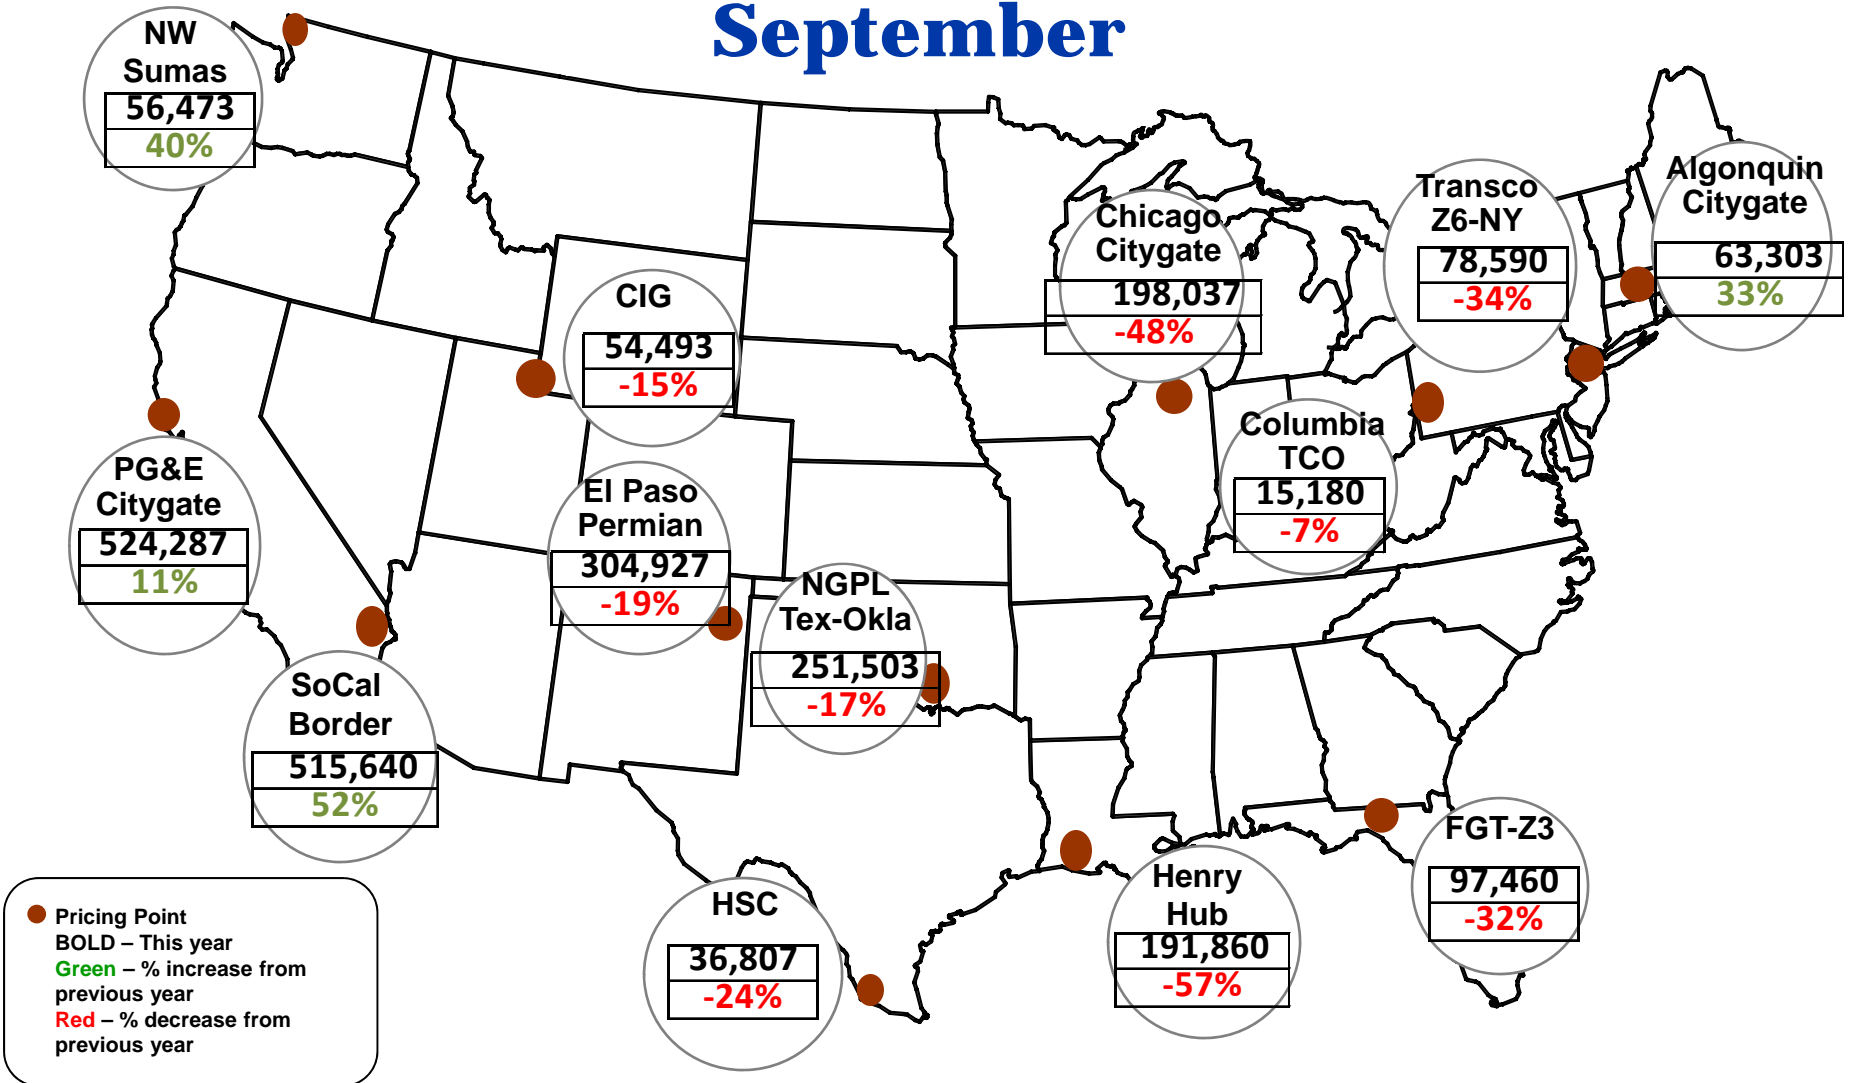 September
NW
Sumas
56,473
40%
Algonquin
Citygate
63,303
33%
Transco
Z6-NY
78,590
-34%
Chicago
Citygate
198,037
-48%
CIG
54,493
-15%
Columbia
TCO
15,180
-7%
PG&E
Citygate
524,287
11%
El Paso
Permian
304,927
-19%
NGPL
Tex-Okla
251,503
-17%
SoCal
Border
515,640
52%
FGT-Z3
97,460
-32%
Henry
Hub
191,860
-57%
HSC
36,807
-24%
Pricing Point
BOLD – This year
Green – % increase from
previous year
Red – % decrease from
previous year